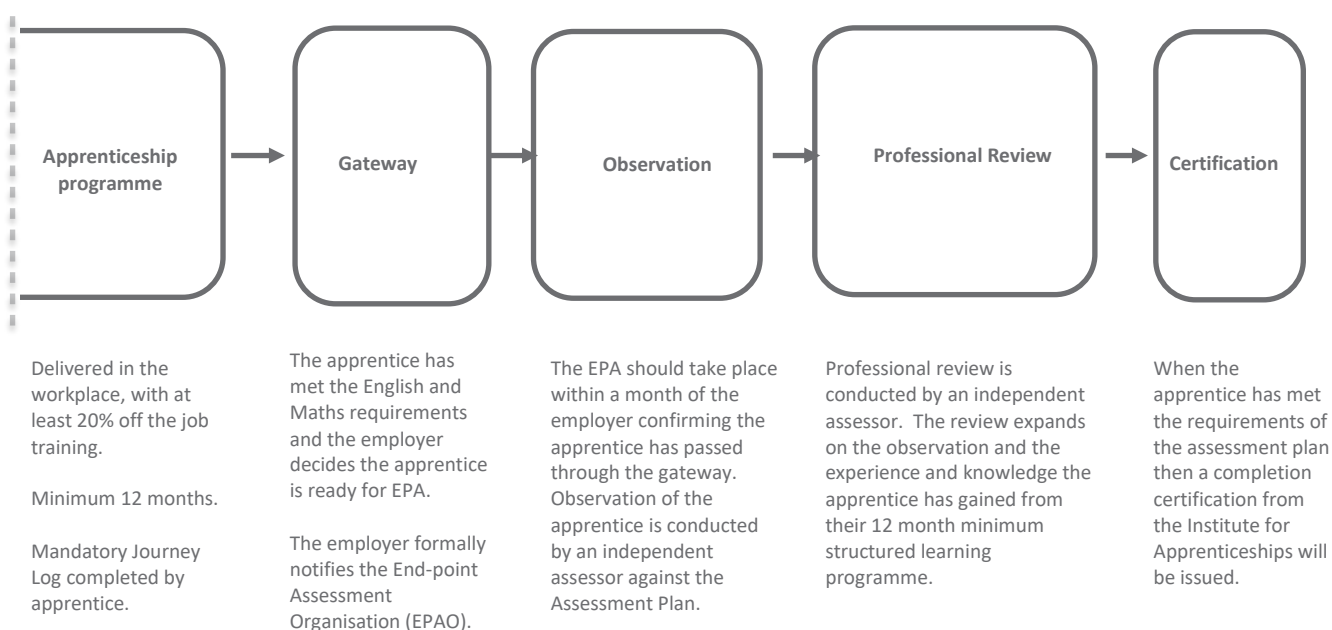 Apprenticeship
programme
Gateway
Observation
Professional Review
Certification
Delivered in the
workplace, with at
least 20% off the job
training.
Minimum 12 months.
Mandatory Journey
Log completed by
apprentice.
The apprentice has
met the English and
Maths requirements
and the employer
decides the apprentice
is ready for EPA.
The employer formally
notifies the End-point
Assessment
Organisation (EPAO).
The EPA should take place
within a month of the
employer confirming the
apprentice has passed
through the gateway.
Observation of the
apprentice is conducted
by an independent
assessor against the
Assessment Plan.
Professional review is
conducted by an independent
assessor.  The review expands
on the observation and the
experience and knowledge the
apprentice has gained from
their 12 month minimum
structured learning
programme.
When the
apprentice has met
the requirements of
the assessment plan
then a completion
certification from
the Institute for
Apprenticeships will
be issued.